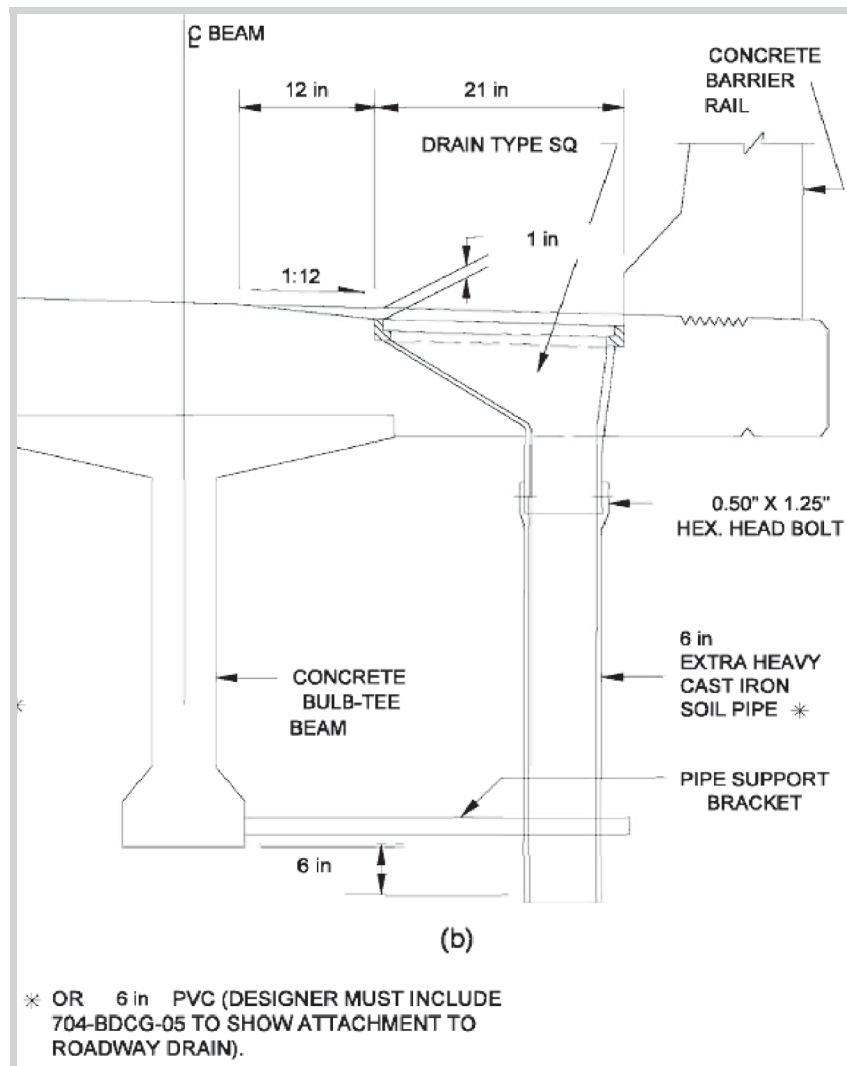 ℄ BEAM
12 in
21 in
CONCRETE
BARRIER
RAIL
DRAIN TYPE SQ
1 in
1:12
0.50" X 1.25"
HEX. HEAD BOLT
6 in
EXTRA HEAVY
CAST IRON
SOIL PIPE *
CONCRETE
BULB-TEE
BEAM
*
PIPE SUPPORT
BRACKET
6 in
(b)
* OR 6 in PVC (DESIGNER MUST INCLUDE
704-BDCG-05 TO SHOW ATTACHMENT TO
ROADWAY DRAIN).